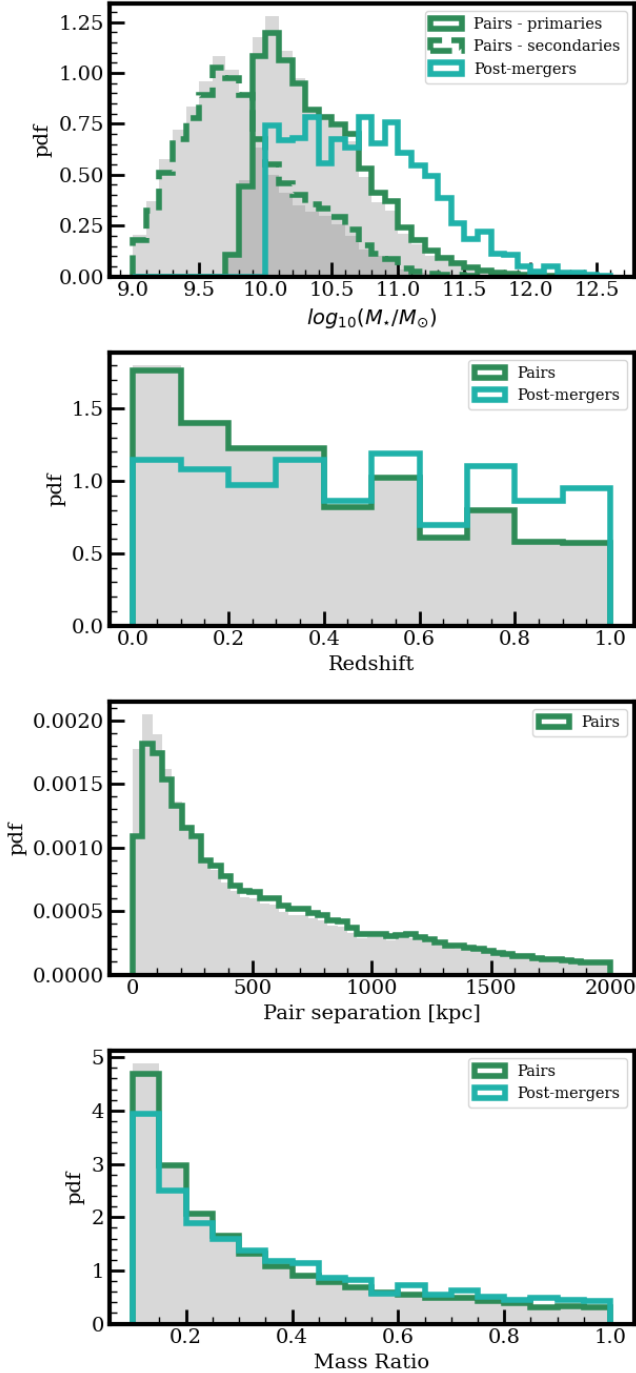 Pairs - primaries
Pairs - secondaries
Post-mergers
pdf
1.25
1.00
0.75
0.50
0.25
0.00
9.0 9.5 10.0 10.5 11.0 11.5 12.0 12.5
log₁₀(M⋆/M⊙)
Pairs
Post-mergers
pdf
1.5
1.0
0.5
0.0
0.0 0.2 0.4 0.6 0.8 1.0
Redshift
Pairs
pdf
0.0020
0.0015
0.0010
0.0005
0.0000
0 500 1000 1500 2000
Pair separation [kpc]
Pairs
Post-mergers
pdf
5
4
3
2
1
0
0.2 0.4 0.6 0.8 1.0
Mass Ratio